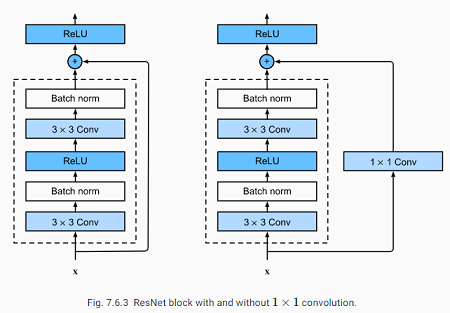 ReLU
+
Batch norm
3 × 3 Conv
ReLU
Batch norm
3 × 3 Conv
x
ReLU
+
Batch norm
3 × 3 Conv
ReLU
Batch norm
3 × 3 Conv
1 × 1 Conv
x
Fig. 7.6.3 ResNet block with and without 1 × 1 convolution.